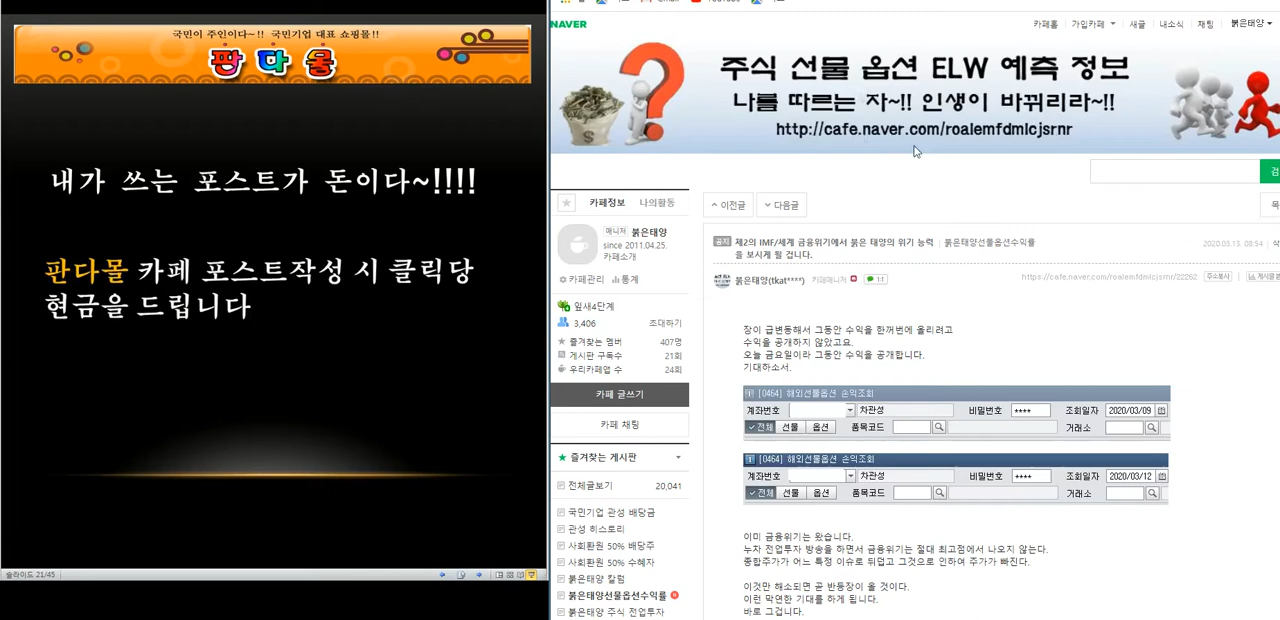 국민이 주인이다~!! 국민기업 대표 쇼핑몰!!
판다몰
내가 쓰는 포스트가 돈이다~!!!!
판다몰 카페 포스트작성 시 클릭당
현금을 드립니다
슬라이드 21/45
Gmail
YouTube
NAVER
카페홈 가입카페 새글 내소식 채팅 붉은태양
주식 선물 옵션 ELW 예측 정보
나를 따르는 자~!! 인생이 바뀌리라~!!
http://cafe.naver.com/roalemfdmlcjsrnr
검
카페정보 나의활동
매니저 붉은태양
since 2011.04.25.
카페소개
카페관리 통계
잎새4단계
3,406 초대하기
즐겨찾는 멤버 407명
게시판 구독수 21회
우리카페앱 수 24회
카페 글쓰기
카페 채팅
즐겨찾는 게시판
전체글보기 20,041
국민기업 관성 배당금
관성 히스토리
사회환원 50% 배당주
사회환원 50% 수혜자
붉은태양 칼럼
붉은태양선물옵션수익률
붉은태양 주식 전업투자
이전글 다음글 목
공지 제2의 IMF/세계 금융위기에서 붉은 태양의 위기 능력 | 붉은태양선물옵션수익률
을 보시게 될 겁니다.
2020.03.13. 08:54
붉은태양(tkat****) 카페매니저 1:1
https://cafe.naver.com/roalemfdmlcjsrnr/22262 주소복사
장이 급변동해서 그동안 수익을 한꺼번에 올리려고
수익을 공개하지 않았고요.
오늘 금요일이라 그동안 수익을 공개합니다.
기대하소서.
[0464] 해외선물옵션 손익조회
계좌번호 차관성 비밀번호 **** 조회일자 2020/03/09
전체 선물 옵션 품목코드 거래소
[0464] 해외선물옵션 손익조회
계좌번호 차관성 비밀번호 **** 조회일자 2020/03/12
전체 선물 옵션 품목코드 거래소
이미 금융위기는 왔습니다.
누자 전업투자 방송을 하면서 금융위기는 절대 최고점에서 나오지 않는다.
종합주가가 어느 특정 이슈로 뒤덥고 그것으로 인하여 주가가 빠진다.
이것만 해소되면 곧 반등장이 올 것이다.
이런 막연한 기대를 하게 됩니다.
바로 그겁니다.